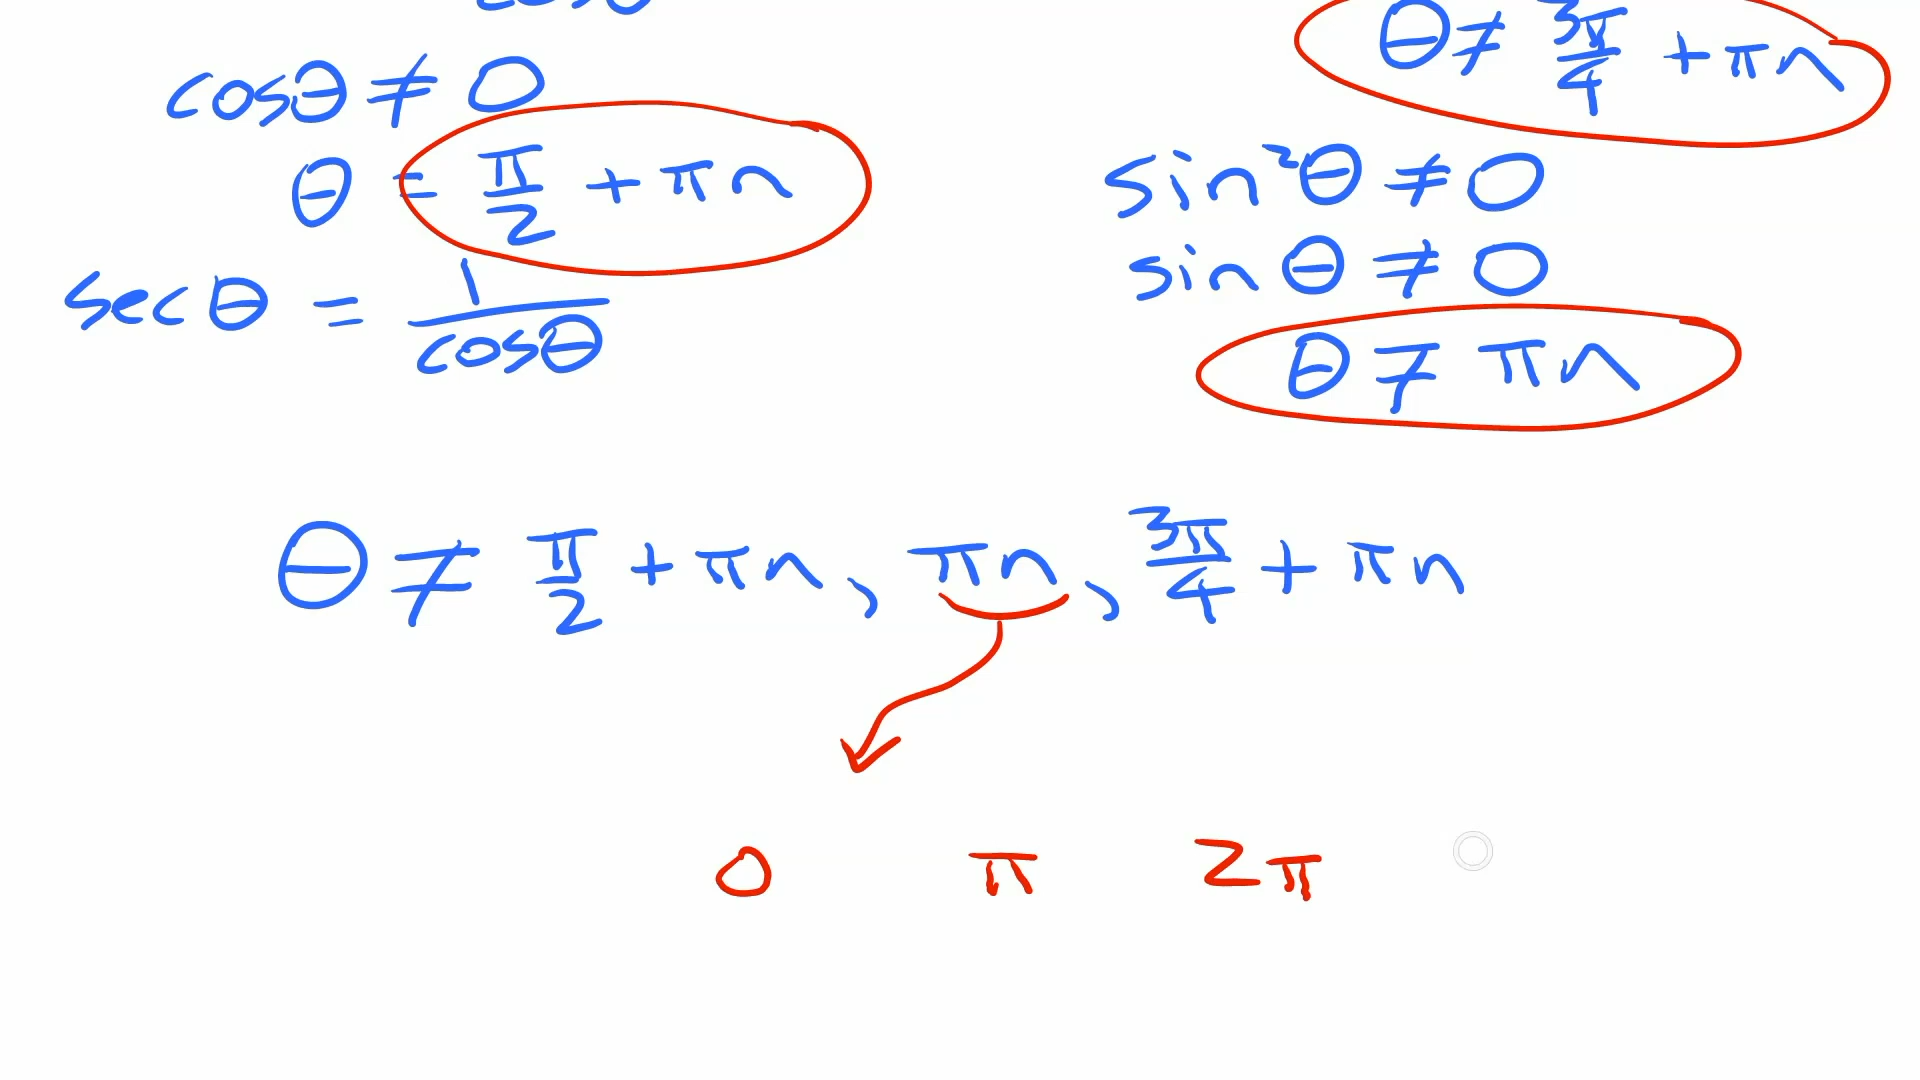 cosθ
cosθ ≠ 0
θ = π/2 + πn
secθ = 1/cosθ
θ ≠ 3π/4 + πn
sin²θ ≠ 0
sinθ ≠ 0
θ ≠ πn
θ ≠ π/2 + πn, πn, 3π/4 + πn
0 π 2π